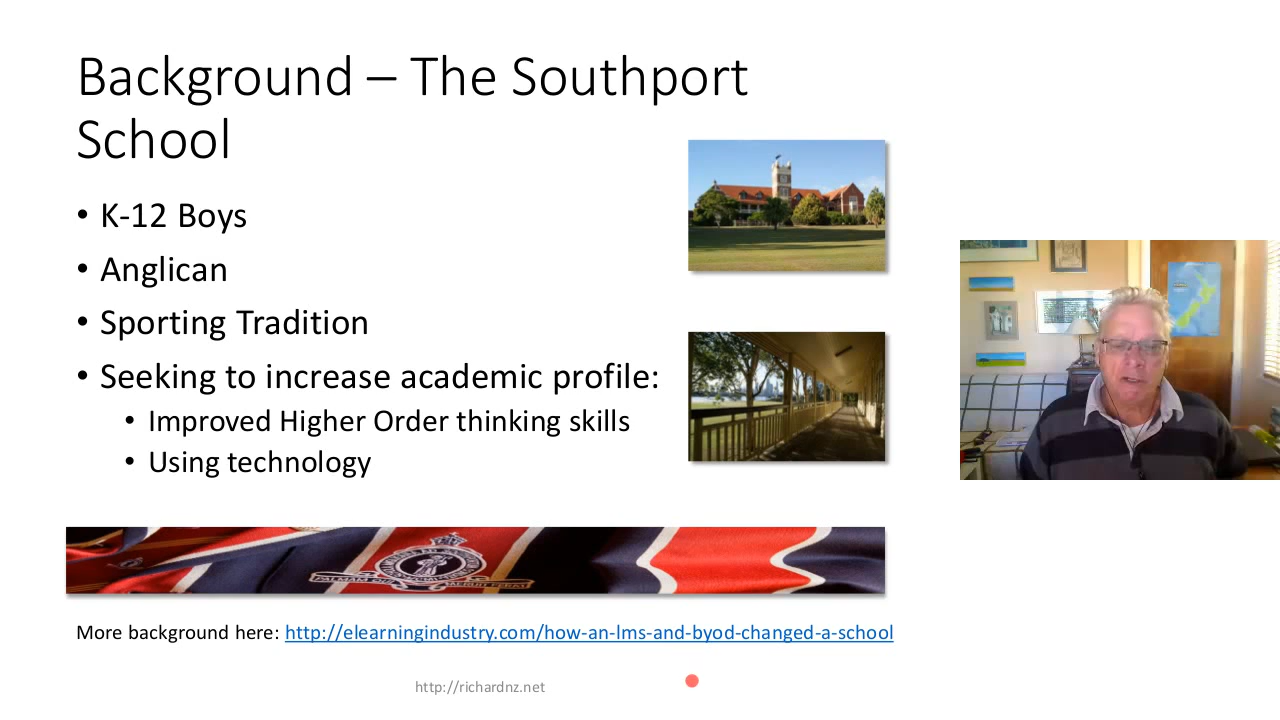 Background – The Southport
School
• K-12 Boys
• Anglican
• Sporting Tradition
• Seeking to increase academic profile:
• Improved Higher Order thinking skills
• Using technology
PALMAM
More background here: http://elearningindustry.com/how-an-lms-and-byod-changed-a-school
http://richardnz.net